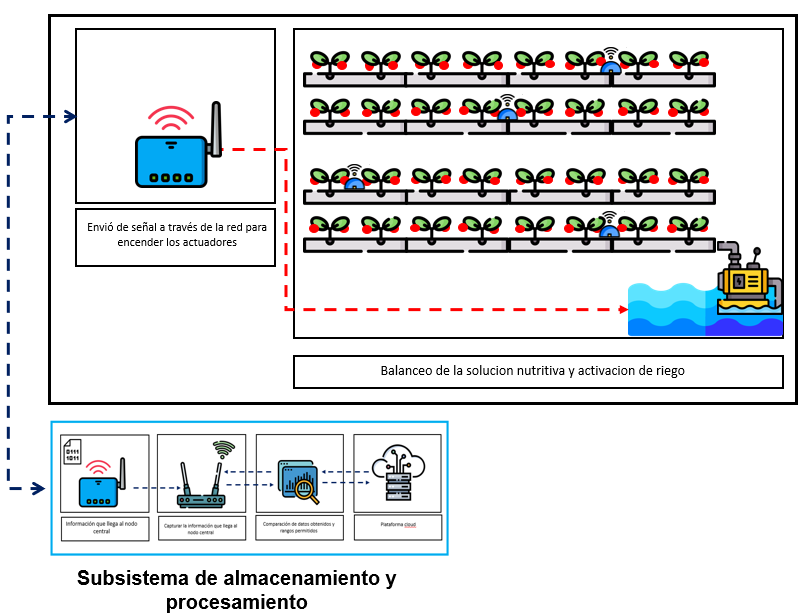 Envió de señal a través de la red para
encender los actuadores
Balanceo de la solucion nutritiva y activacion de riego
0111
1011
Información que llega al nodo
central
Capturar la información que llega al
nodo central
Comparación de datos obtenidos y
rangos permitidos
Plataforma cloud
Subsistema de almacenamiento y
procesamiento